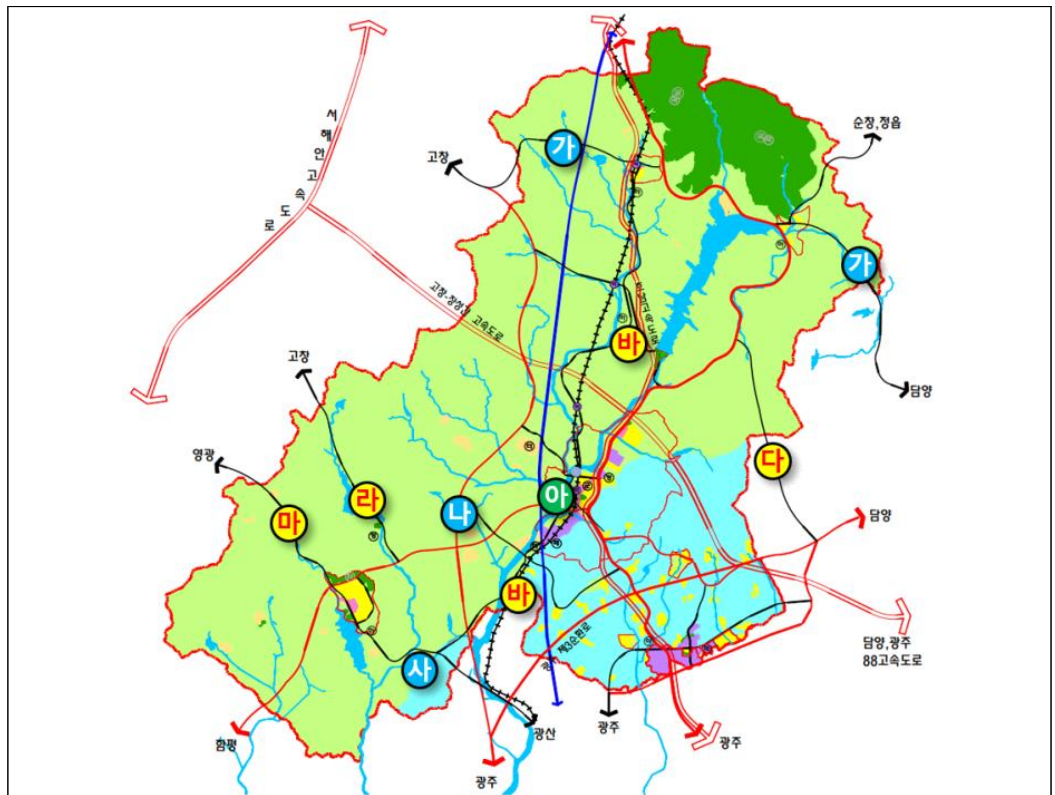 서해안고속도로
순창,정읍
고창
가
가
고창-장성간 고속도로
바
고창
담양
영광
다
라
아
나
마
담양
바
담양,광주
88고속도로
광주 제3순환로
사
함평
광산
광주
광주
광주